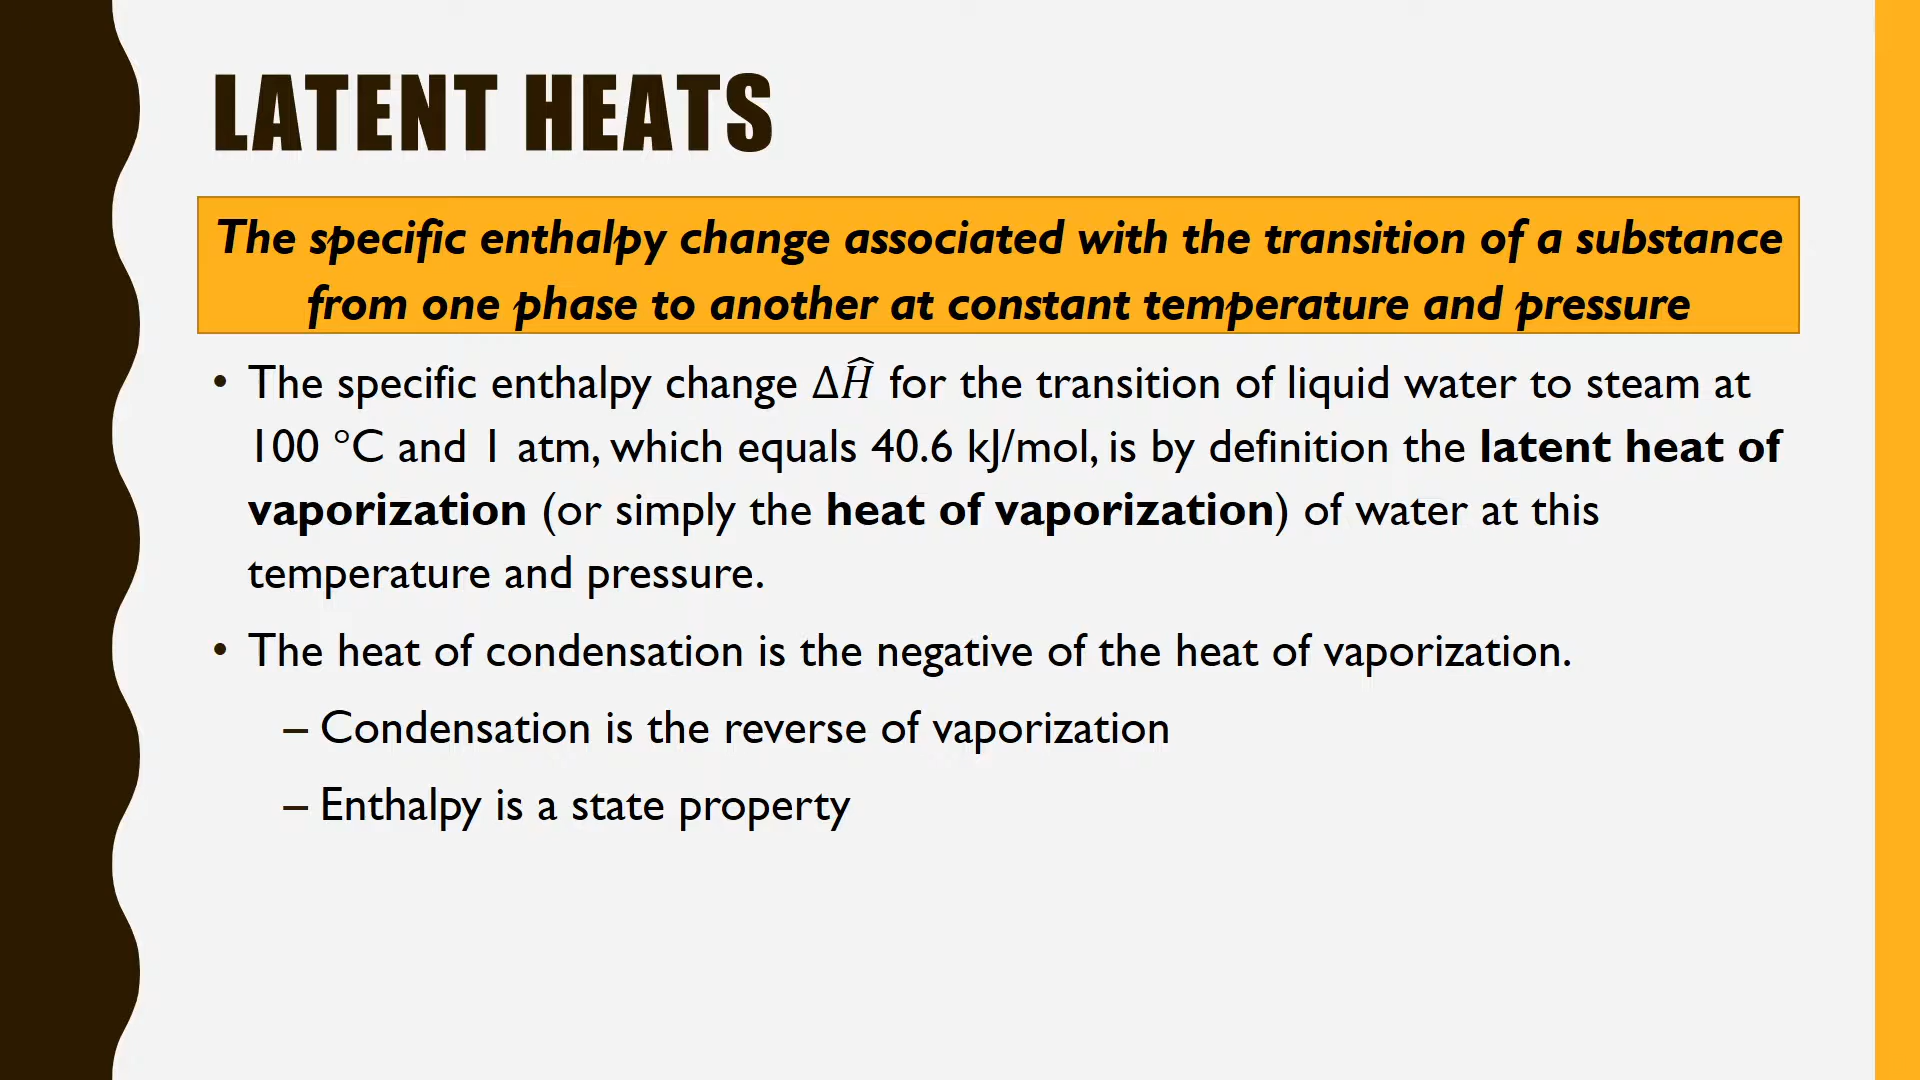 LATENT HEATS
The specific enthalpy change associated with the transition of a substance
from one phase to another at constant temperature and pressure
• The specific enthalpy change ΔĤ for the transition of liquid water to steam at
100 °C and 1 atm, which equals 40.6 kJ/mol, is by definition the latent heat of
vaporization (or simply the heat of vaporization) of water at this
temperature and pressure.
• The heat of condensation is the negative of the heat of vaporization.
– Condensation is the reverse of vaporization
– Enthalpy is a state property